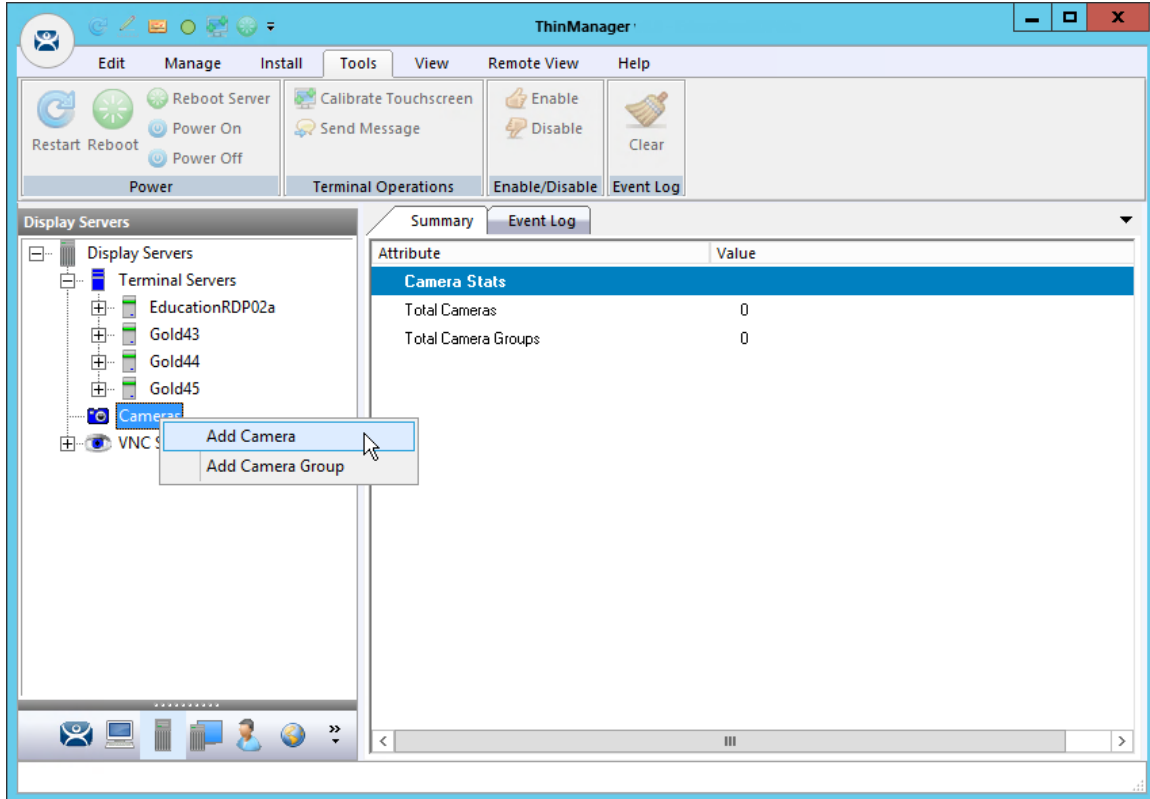 ThinManager
Edit Manage Install Tools View Remote View Help
Restart Reboot Reboot Server Power On Power Off
Calibrate Touchscreen
Send Message
Enable
Disable
Clear
Power Terminal Operations Enable/Disable Event Log
Display Servers
Display Servers
Terminal Servers
EducationRDP02a
Gold43
Gold44
Gold45
Cameras
VNC S
Add Camera
Add Camera Group
Summary Event Log
Attribute Value
Camera Stats
Total Cameras 0
Total Camera Groups 0